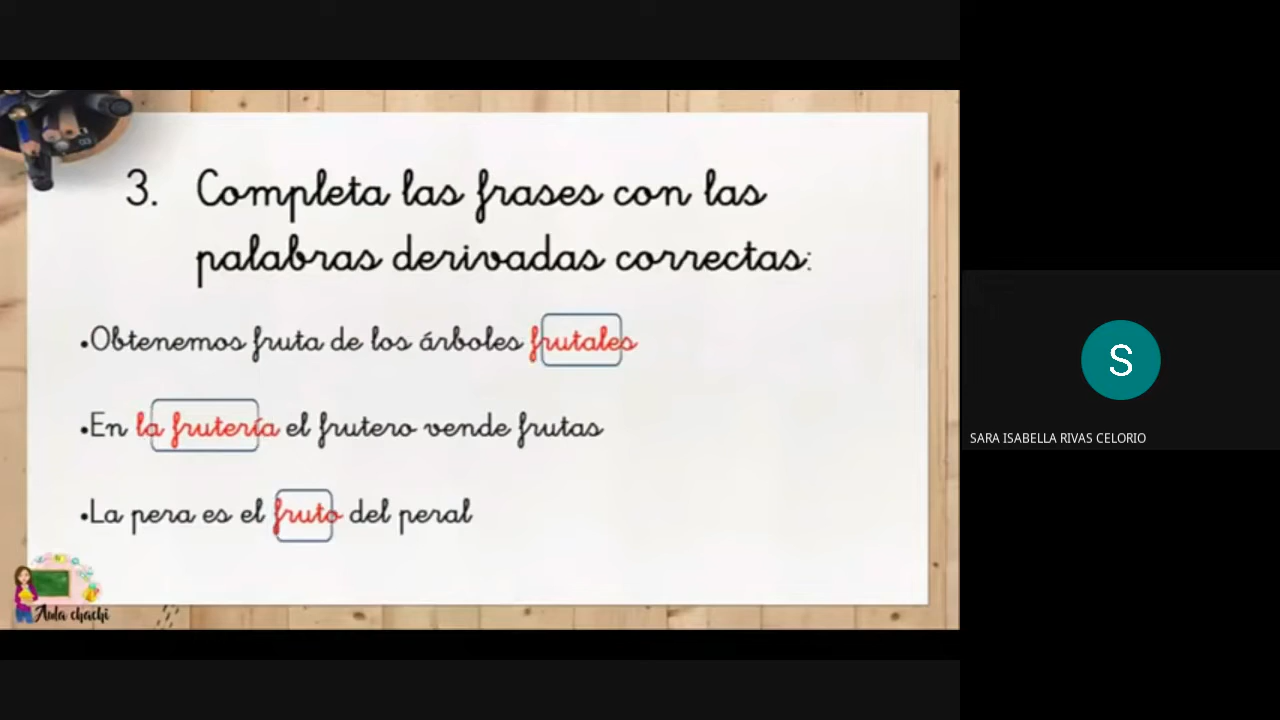 3. Completa las frases con las
palabras derivadas correctas:
•Obtenemos fruta de los árboles frutales
•En la frutería el frutero vende frutas
•La pera es el fruto del peral
Aula chachi
S
SARA ISABELLA RIVAS CELORIO